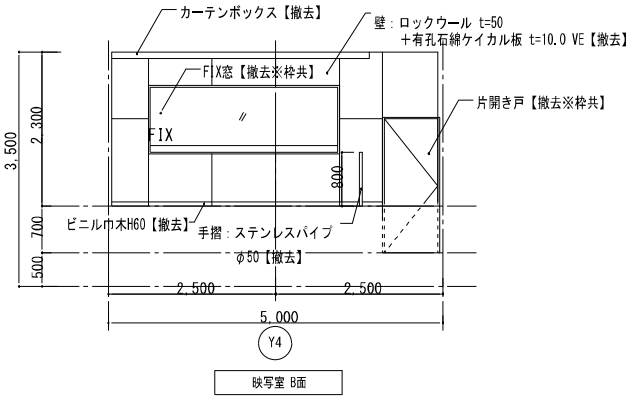 カーテンボックス【撤去】
壁：ロックウール t=50
＋有孔石綿ケイカル板 t=10.0 VE【撤去】
FIX窓【撤去※枠共】
片開き戸【撤去※枠共】
FIX
3,500
2,300
800
700
500
ビニル巾木H60【撤去】
手摺：ステンレスパイプ
φ50【撤去】
2,500
2,500
5,000
Y4
映写室 B面